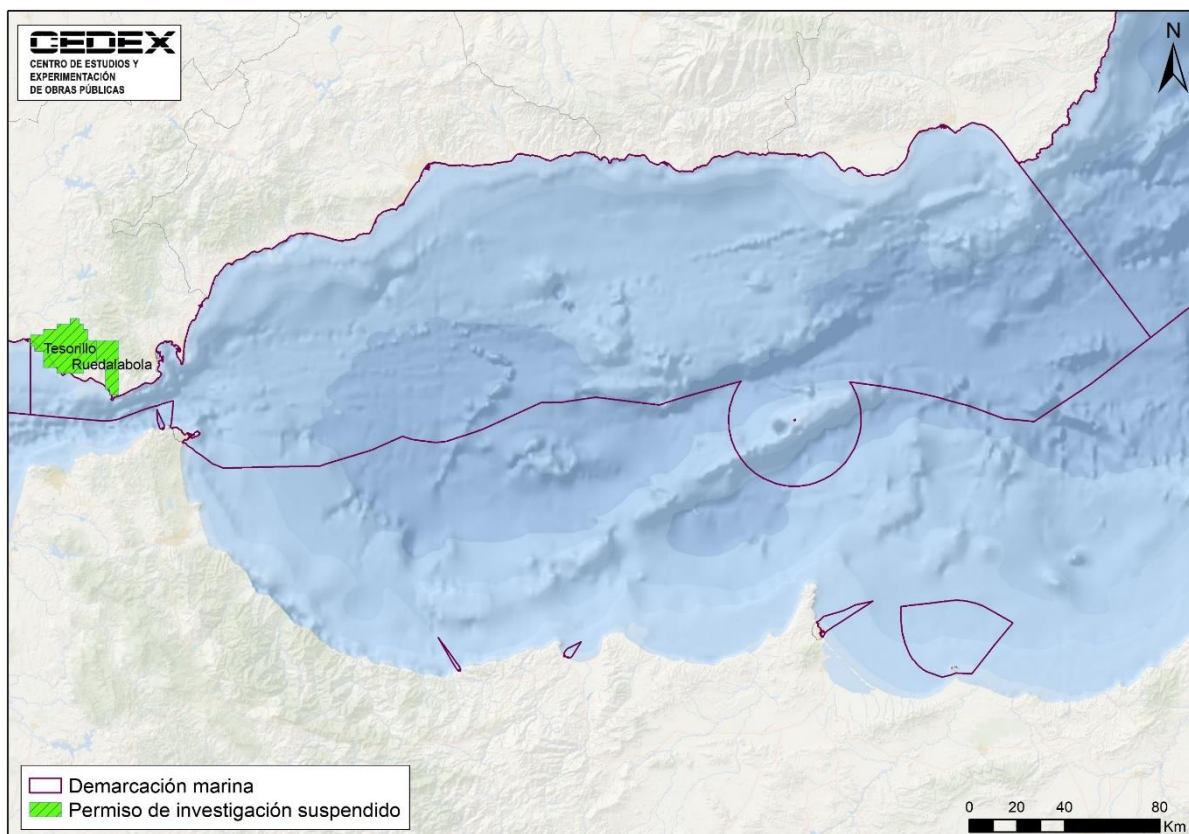 CEDEX
CENTRO DE ESTUDIOS Y
EXPERIMENTACIÓN
DE OBRAS PÚBLICAS
N
Tesorillo
Ruedalabola
Demarcación marina
Permiso de investigación suspendido
0 20 40 80
Km